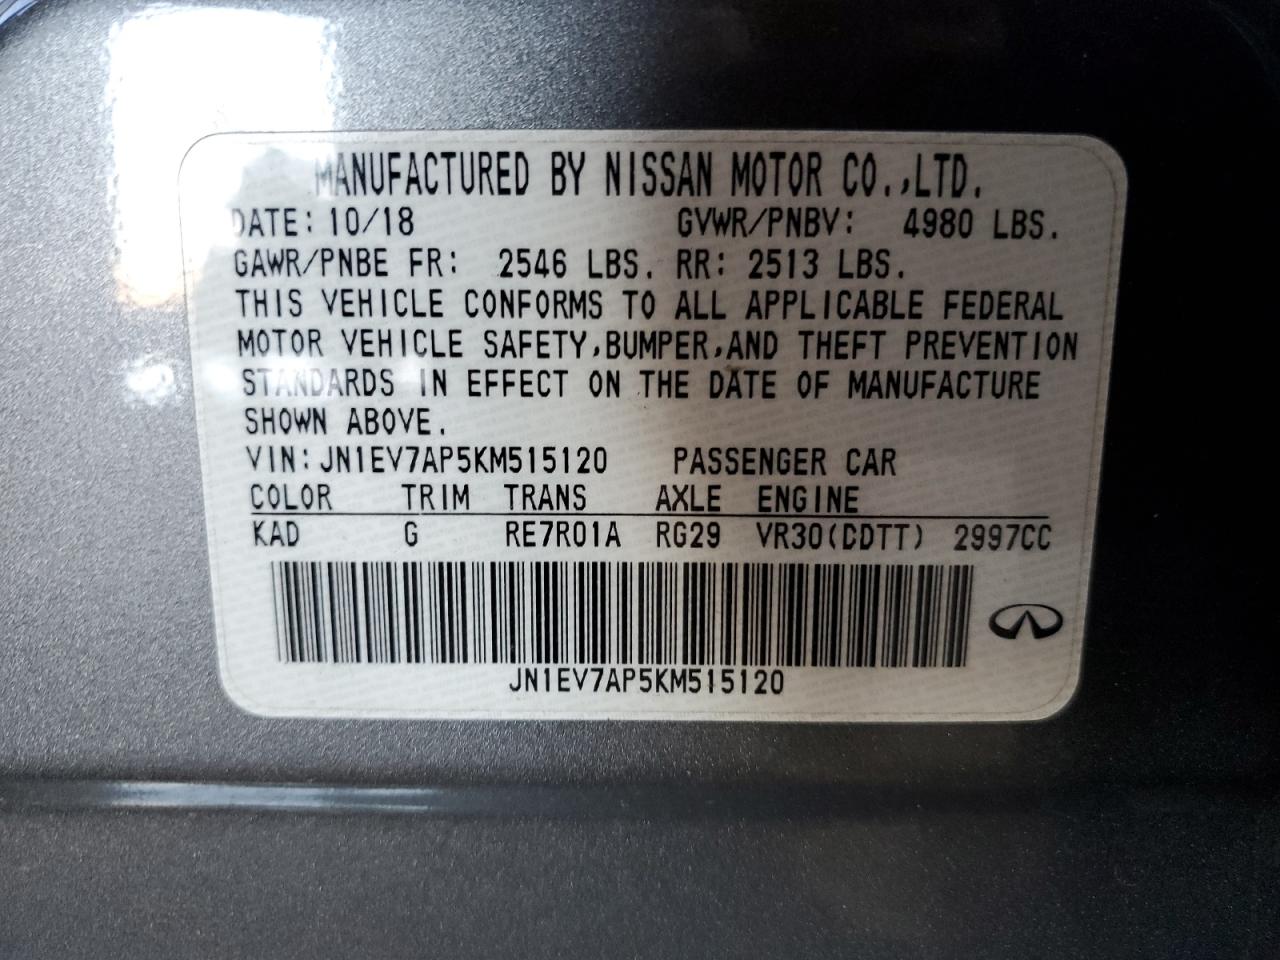 MANUFACTURED BY NISSAN MOTOR CO.,LTD.
DATE: 10/18 GVWR/PNBV: 4980 LBS.
GAWR/PNBE FR: 2546 LBS. RR: 2513 LBS.
THIS VEHICLE CONFORMS TO ALL APPLICABLE FEDERAL
MOTOR VEHICLE SAFETY,BUMPER,AND THEFT PREVENTION
STANDARDS IN EFFECT ON THE DATE OF MANUFACTURE
SHOWN ABOVE.
VIN: JN1EV7AP5KM515120 PASSENGER CAR
COLOR TRIM TRANS AXLE ENGINE
KAD G RE7R01A RG29 VR30(DDTT) 2997CC
JN1EV7AP5KM515120